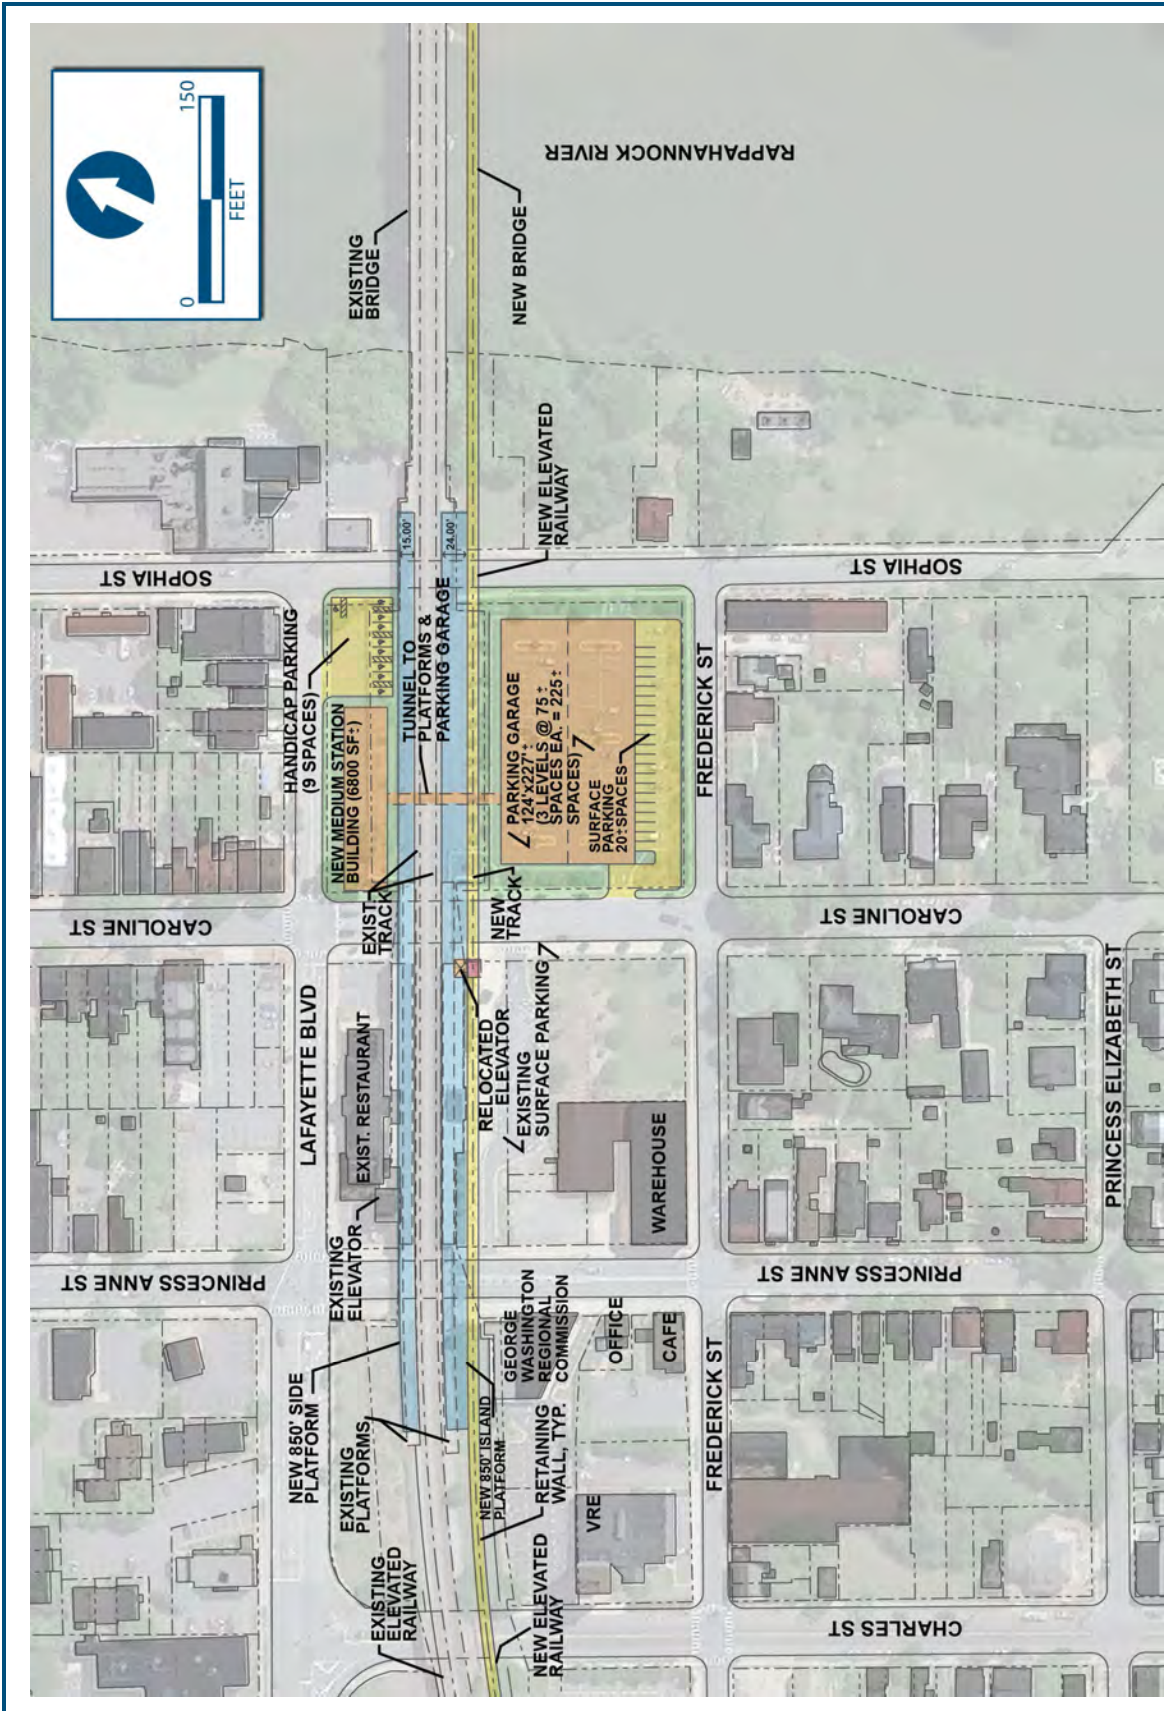 0
150
FEET
RAPPAHANNOCK RIVER
EXISTING
BRIDGE
NEW BRIDGE
NEW ELEVATED
RAILWAY
SOPHIA ST
SOPHIA ST
15.00'
24.00'
HANDICAP PARKING
(9 SPACES)
NEW MEDIUM STATION
BUILDING (6800 SF±)
TUNNEL TO
PLATFORMS &
PARKING GARAGE
PARKING GARAGE
124'x227'±
(3 LEVELS @ 75±
SPACES EA. = 225±
SPACES)
SURFACE
PARKING
20±SPACES
FREDERICK ST
EXIST.
TRACK
NEW
TRACK
CAROLINE ST
CAROLINE ST
LAFAYETTE BLVD
EXIST. RESTAURANT
RELOCATED
ELEVATOR
EXISTING
SURFACE PARKING
WAREHOUSE
PRINCESS ELIZABETH ST
EXISTING
ELEVATOR
PRINCESS ANNE ST
PRINCESS ANNE ST
NEW 850' SIDE
PLATFORM
EXISTING
PLATFORMS
GEORGE
WASHINGTON
REGIONAL
COMMISSION
OFFICE
CAFE
NEW 850' ISLAND
PLATFORM
RETAINING
WALL, TYP.
FREDERICK ST
VRE
EXISTING
ELEVATED
RAILWAY
NEW ELEVATED
RAILWAY
CHARLES ST